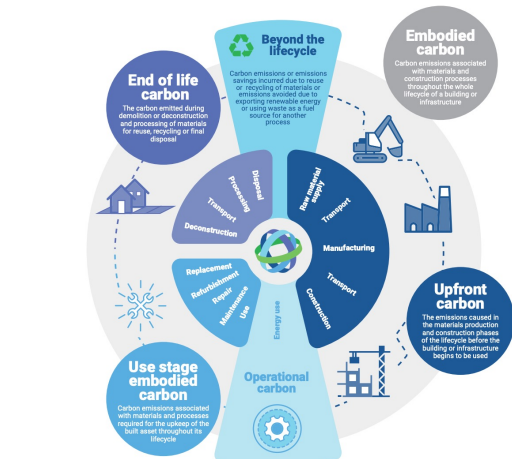 Beyond the
lifecycle
Carbon emissions or emissions
savings incurred due to reuse
or recycling of materials or
emissions avoided due to
exporting renewable energy
or using waste as a fuel
source for another
process
Embodied
carbon
Carbon emissions associated
with materials and
construction processes
throughout the whole
lifecycle of a building or
infrastructure
End of life
carbon
The carbon emitted during
demolition or deconstruction
and processing of materials
for reuse, recycling or final
disposal
Disposal
Processing
Transport
Deconstruction
Raw material
supply
Transport
Manufacturing
Transport
Construction
Replacement
Refurbishment
Repair
Maintenance
Use
Energy use
Upfront
carbon
The emissions caused in
the materials production
and construction phases
of the lifecycle before the
building or infrastructure
begins to be used
Use stage
embodied
carbon
Carbon emissions associated
with materials and processes
required for the upkeep of the
built asset throughout its
lifecycle
Operational
carbon